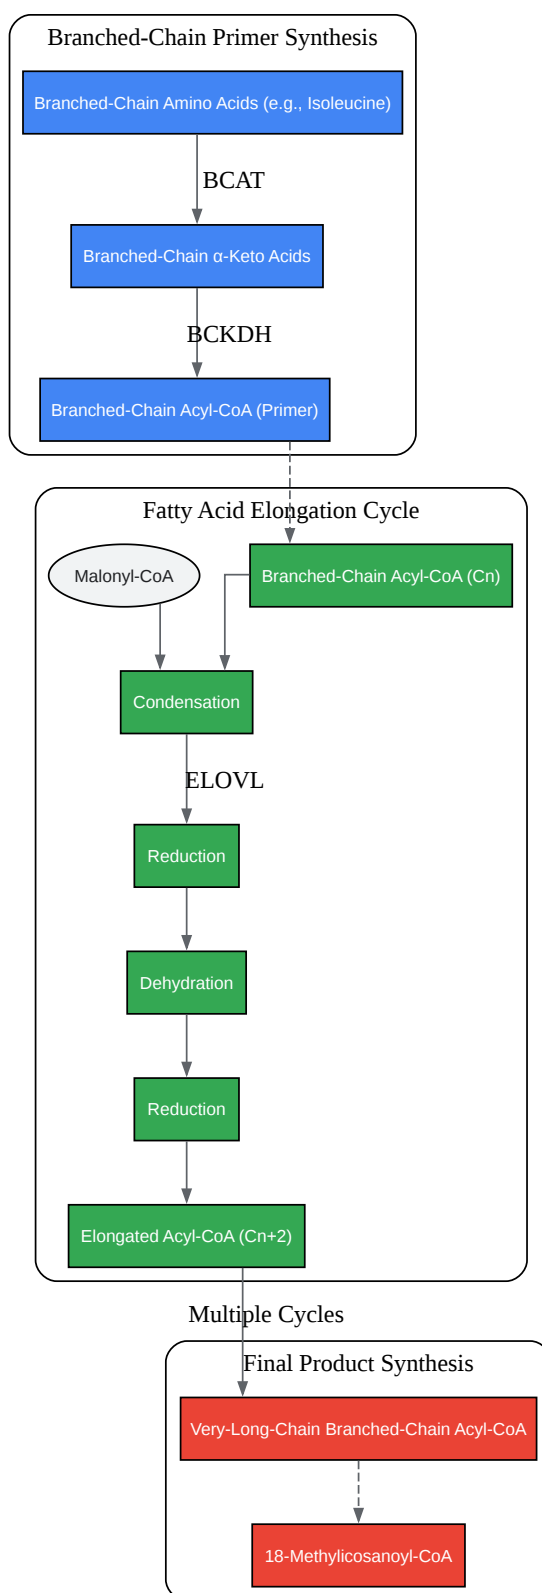 Branched-Chain Primer Synthesis
Branched-Chain Amino Acids (e.g., Isoleucine)
BCAT
Branched-Chain α-Keto Acids
BCKDH
Branched-Chain Acyl-CoA (Primer)
Fatty Acid Elongation Cycle
Malonyl-CoA
Branched-Chain Acyl-CoA (Cn)
Condensation
ELOVL
Reduction
Dehydration
Reduction
Elongated Acyl-CoA (Cn+2)
Multiple Cycles
Final Product Synthesis
Very-Long-Chain Branched-Chain Acyl-CoA
18-Methylicosanoyl-CoA